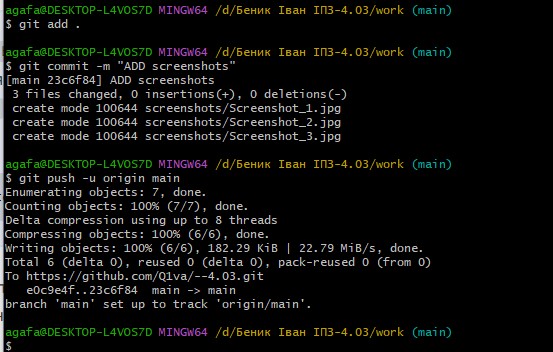 agafa@DESKTOP-L4VOS7D MINGW64 /d/Беник Іван ІПЗ-4.03/work (main)
$ git add .
agafa@DESKTOP-L4VOS7D MINGW64 /d/Беник Іван ІПЗ-4.03/work (main)
$ git commit -m "ADD screenshots"
[main 23c6f84] ADD screenshots
3 files changed, 0 insertions(+), 0 deletions(-)
create mode 100644 screenshots/Screenshot_1.jpg
create mode 100644 screenshots/Screenshot_2.jpg
create mode 100644 screenshots/Screenshot_3.jpg
agafa@DESKTOP-L4VOS7D MINGW64 /d/Беник Іван ІПЗ-4.03/work (main)
$ git push -u origin main
Enumerating objects: 7, done.
Counting objects: 100% (7/7), done.
Delta compression using up to 8 threads
Compressing objects: 100% (6/6), done.
Writing objects: 100% (6/6), 182.29 KiB | 22.79 MiB/s, done.
Total 6 (delta 0), reused 0 (delta 0), pack-reused 0 (from 0)
To https://github.com/Q1va/--4.03.git
e0c9e4f..23c6f84  main -> main
branch 'main' set up to track 'origin/main'.
agafa@DESKTOP-L4VOS7D MINGW64 /d/Беник Іван ІПЗ-4.03/work (main)
$